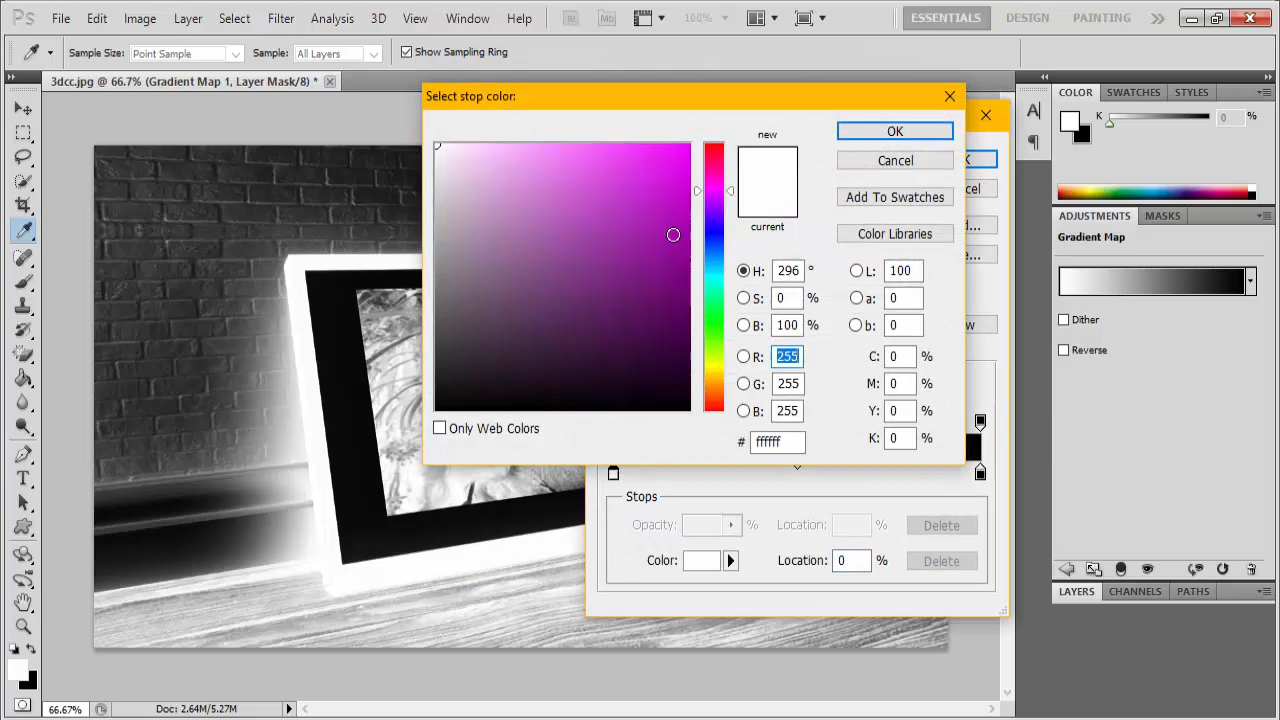 Ps File Edit Image Layer Select Filter Analysis 3D View Window Help Br Mb 100% ESSENTIALS DESIGN PAINTING
Sample Size: Point Sample Sample: All Layers Show Sampling Ring
3dcc.jpg @ 66.7% (Gradient Map 1, Layer Mask/8) *
Select stop color:
new
current
OK
Cancel
Add To Swatches
Color Libraries
H: 296 ° L: 100
S: 0 % a: 0
B: 100 % b: 0
R: 255 C: 0 %
G: 255 M: 0 %
B: 255 Y: 0 %
# ffffff K: 0 %
Only Web Colors
K
cel
d...
e...
w
Stops
Opacity: % Location: % Delete
Color: Location: 0 % Delete
COLOR SWATCHES STYLES
K 0 %
ADJUSTMENTS MASKS
Gradient Map
Dither
Reverse
LAYERS CHANNELS PATHS
66.67% Doc: 2.64M/5.27M